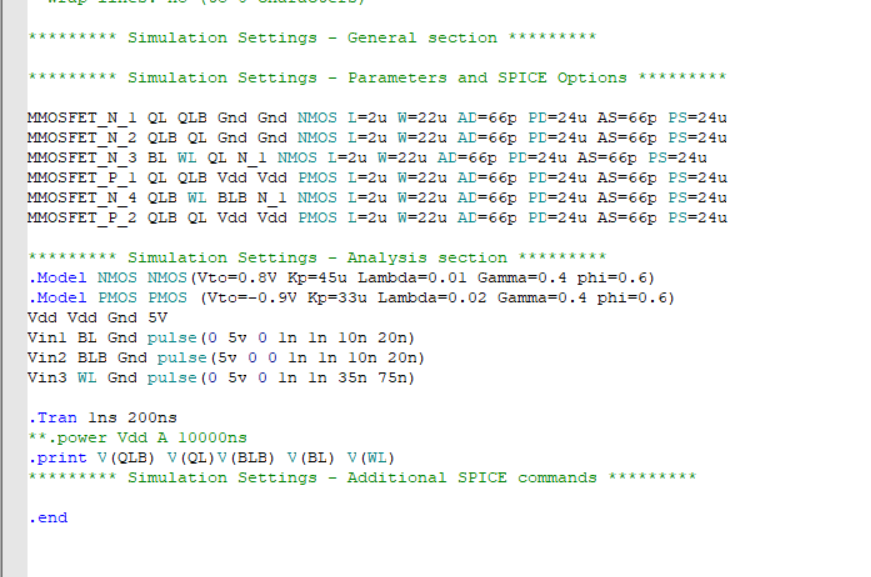 wrap lines: no (to 0 characters)
********* Simulation Settings - General section *********
********* Simulation Settings - Parameters and SPICE Options *********
MMOSFET_N_1 QL QLB Gnd Gnd NMOS L=2u W=22u AD=66p PD=24u AS=66p PS=24u
MMOSFET_N_2 QLB QL Gnd Gnd NMOS L=2u W=22u AD=66p PD=24u AS=66p PS=24u
MMOSFET_N_3 BL WL QL N_1 NMOS L=2u W=22u AD=66p PD=24u AS=66p PS=24u
MMOSFET_P_1 QL QLB Vdd Vdd PMOS L=2u W=22u AD=66p PD=24u AS=66p PS=24u
MMOSFET_N_4 QLB WL BLB N_1 NMOS L=2u W=22u AD=66p PD=24u AS=66p PS=24u
MMOSFET_P_2 QLB QL Vdd Vdd PMOS L=2u W=22u AD=66p PD=24u AS=66p PS=24u
********* Simulation Settings - Analysis section *********
.Model NMOS NMOS(Vto=0.8V Kp=45u Lambda=0.01 Gamma=0.4 phi=0.6)
.Model PMOS PMOS (Vto=-0.9V Kp=33u Lambda=0.02 Gamma=0.4 phi=0.6)
Vdd Vdd Gnd 5V
Vin1 BL Gnd pulse(0 5v 0 1n 1n 10n 20n)
Vin2 BLB Gnd pulse(5v 0 0 1n 1n 10n 20n)
Vin3 WL Gnd pulse(0 5v 0 1n 1n 35n 75n)
.Tran 1ns 200ns
**.power Vdd A 10000ns
.print V(QLB) V(QL)V(BLB) V(BL) V(WL)
********* Simulation Settings - Additional SPICE commands *********
.end